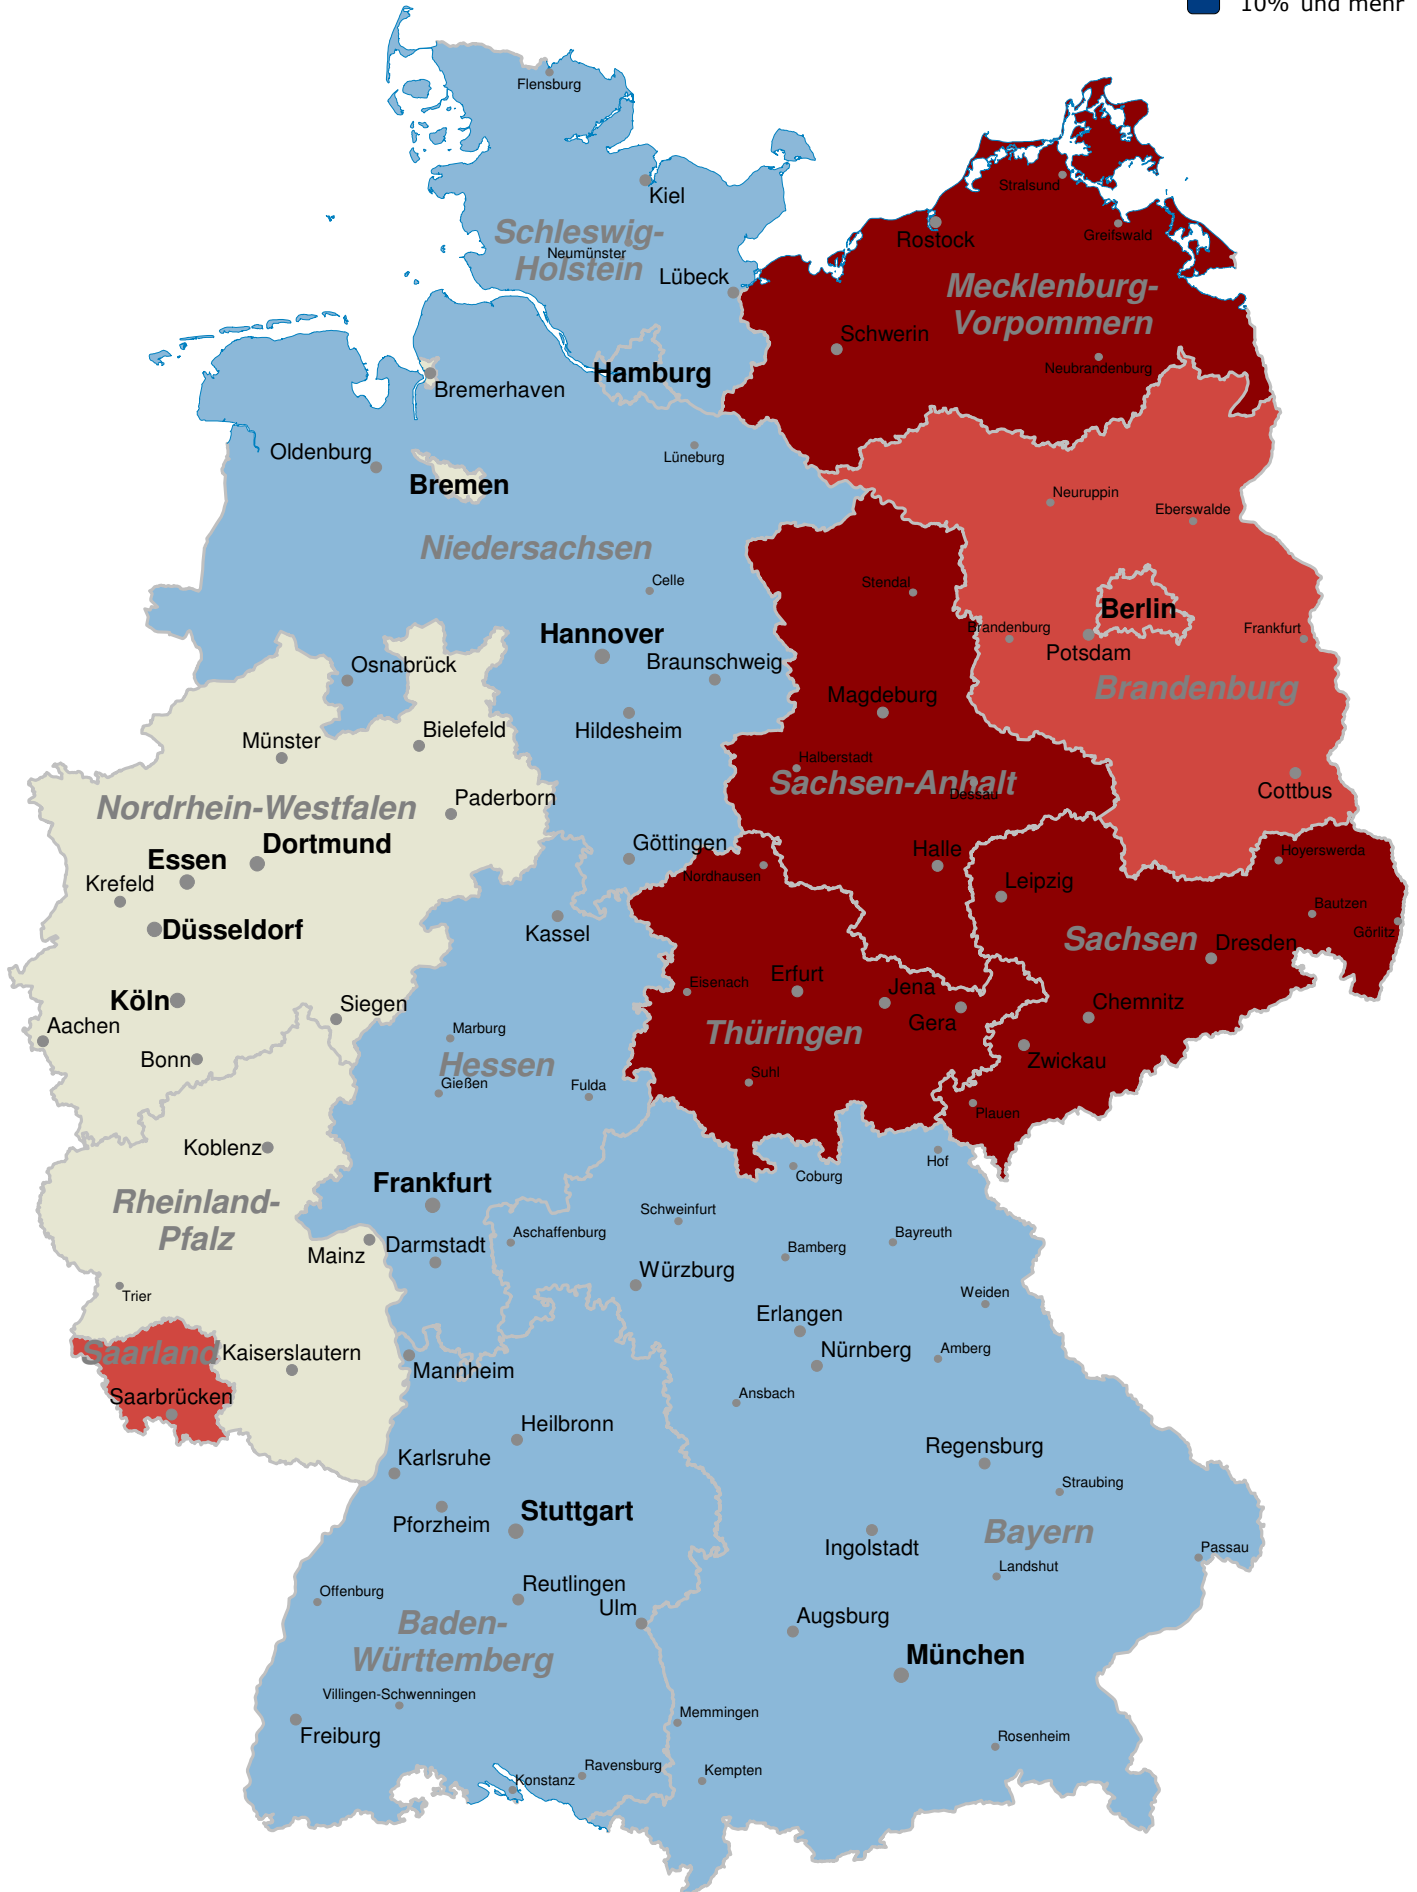 10% und mehr
Flensburg
Kiel
Stralsund
Schleswig-
Holstein
Neumünster
Lübeck
Rostock
Greifswald
Mecklenburg-
Vorpommern
Schwerin
Neubrandenburg
Hamburg
Bremerhaven
Oldenburg
Lüneburg
Bremen
Neuruppin
Eberswalde
Niedersachsen
Celle
Stendal
Berlin
Hannover
Brandenburg
Frankfurt
Potsdam
Osnabrück
Braunschweig
Brandenburg
Magdeburg
Hildesheim
Bielefeld
Münster
Halberstadt
Sachsen-Anhalt
Dessau
Cottbus
Nordrhein-Westfalen
Paderborn
Dortmund
Göttingen
Halle
Hoyerswerda
Essen
Krefeld
Nordhausen
Leipzig
Bautzen
Düsseldorf
Kassel
Sachsen
Dresden
Görlitz
Eisenach
Erfurt
Jena
Köln
Siegen
Gera
Chemnitz
Aachen
Marburg
Thüringen
Bonn
Hessen
Zwickau
Gießen
Fulda
Suhl
Plauen
Koblenz
Hof
Coburg
Frankfurt
Rheinland-
Pfalz
Schweinfurt
Aschaffenburg
Bayreuth
Mainz
Darmstadt
Bamberg
Würzburg
Trier
Weiden
Erlangen
Saarland
Kaiserslautern
Nürnberg
Amberg
Mannheim
Ansbach
Saarbrücken
Heilbronn
Regensburg
Karlsruhe
Straubing
Stuttgart
Pforzheim
Bayern
Ingolstadt
Passau
Landshut
Offenburg
Reutlingen
Ulm
Augsburg
Baden-
Württemberg
München
Villingen-Schwenningen
Memmingen
Freiburg
Rosenheim
Ravensburg
Kempten
Konstanz